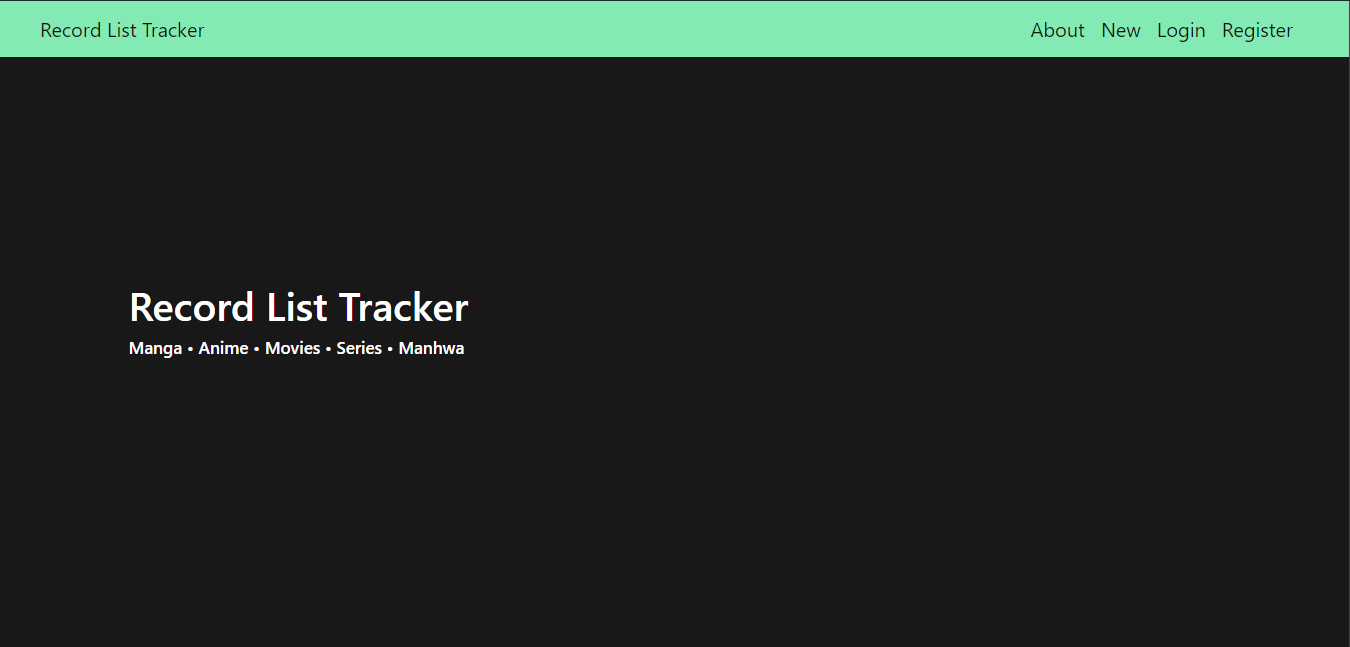 Record List Tracker About New Login Register
Record List Tracker
Manga • Anime • Movies • Series • Manhwa